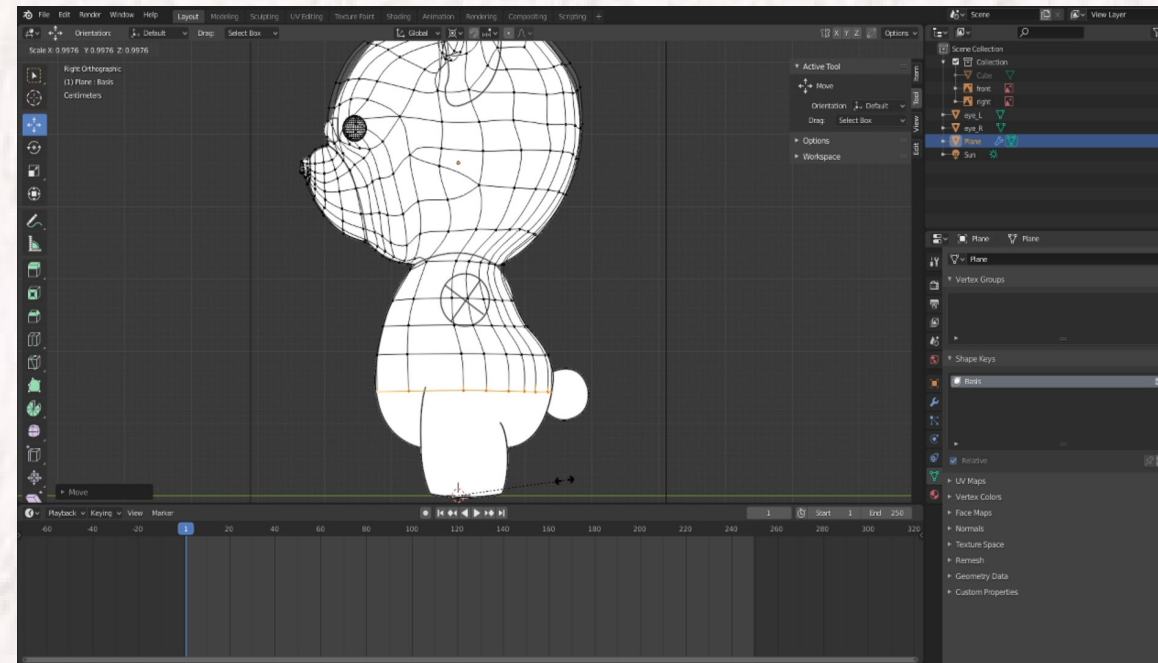 File Edit Render Window Help Layout Modeling Sculpting UV Editing Texture Paint Shading Animation Rendering Compositing Scripting + Scene View Layer
Orientation: Default Drag: Select Box Global X Y Z Options
Scale X: 0.9976 Y: 0.9976 Z: 0.9976
Right Orthographic
(1) Plane : Basis
Centimeters
Active Tool
Move
Orientation Default
Drag: Select Box
Options
Workspace
Item
Tool
View
Edit
Scene Collection
Collection
Cube
front
right
eye_L
eye_R
Plane
Sun
Plane Plane
Plane
Vertex Groups
Shape Keys
Basis
Relative
UV Maps
Vertex Colors
Face Maps
Normals
Texture Space
Remesh
Geometry Data
Custom Properties
Move
Playback Keying View Marker 1 Start 1 End 250
-60 -40 -20 1 20 40 60 80 100 120 140 160 180 200 220 240 260 280 300 320